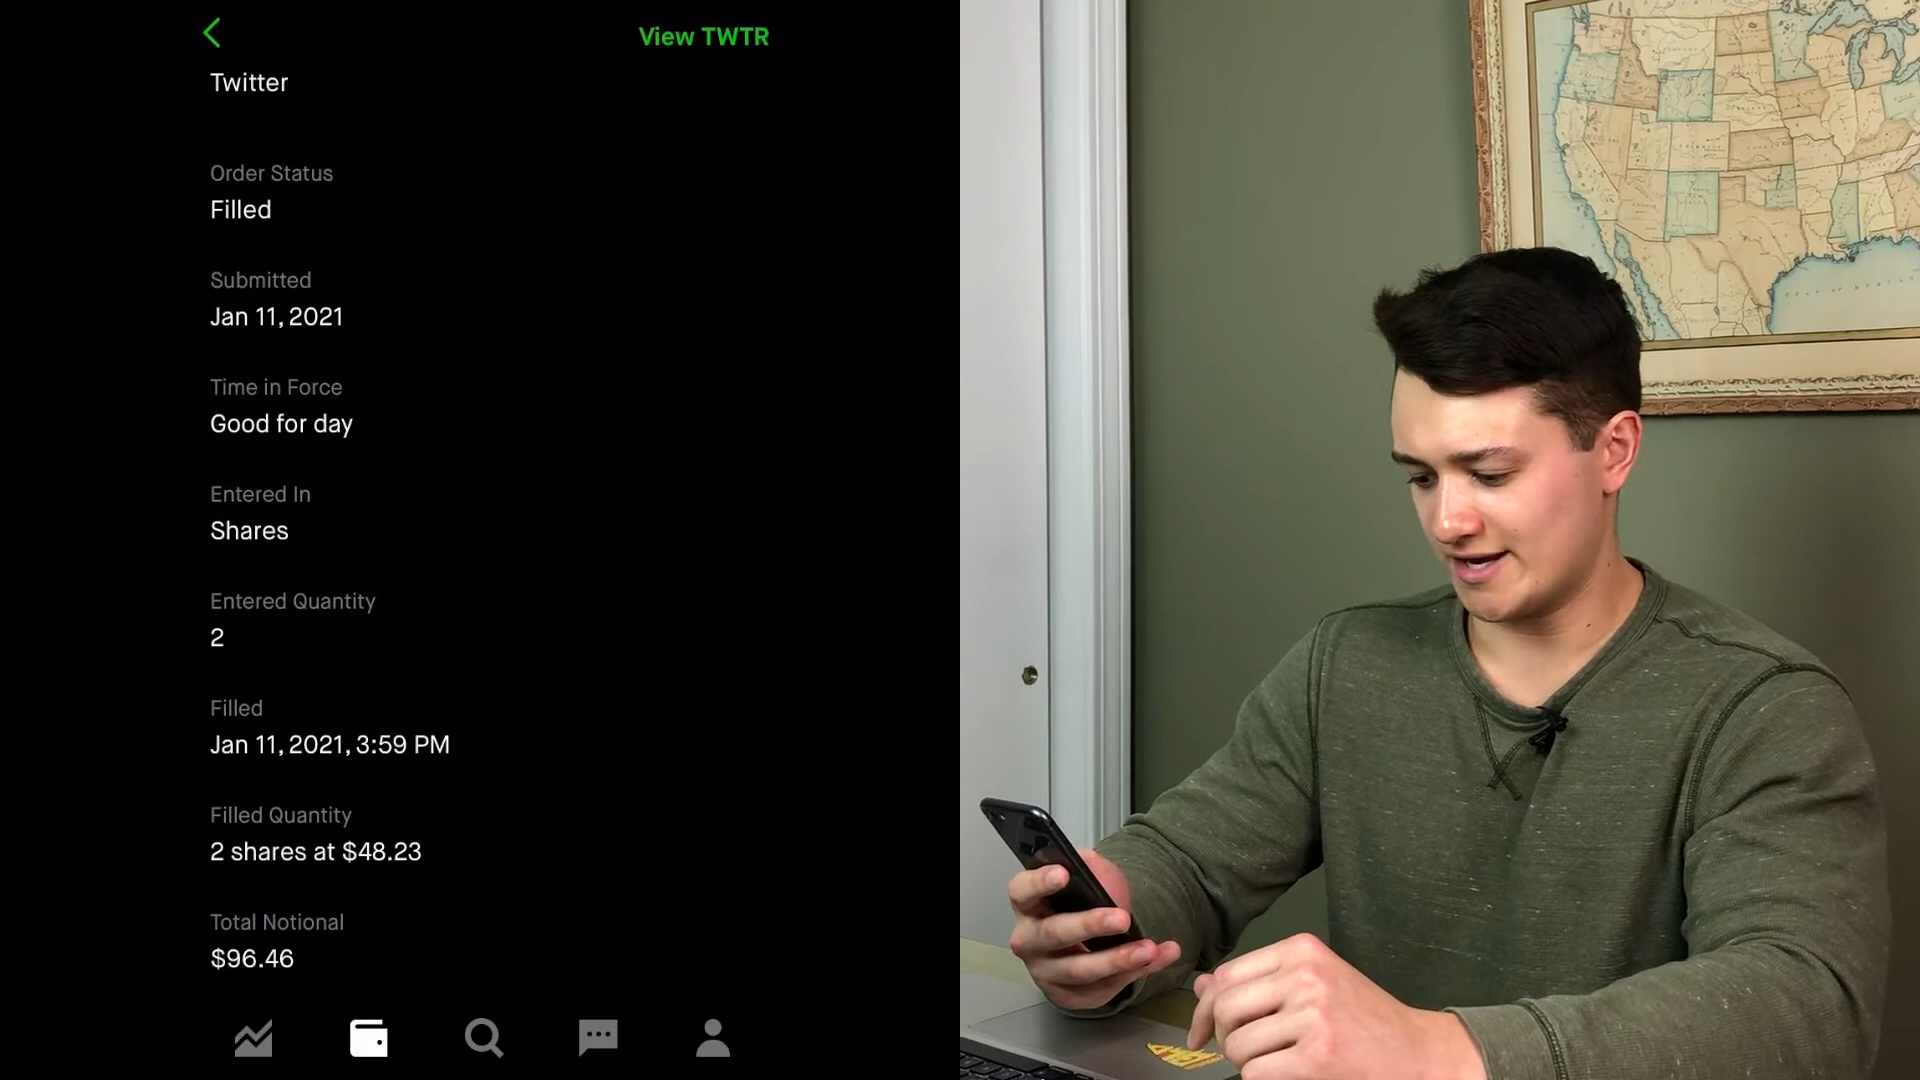 View TWTR
Twitter
Order Status
Filled
Submitted
Jan 11, 2021
Time in Force
Good for day
Entered In
Shares
Entered Quantity
2
Filled
Jan 11, 2021, 3:59 PM
Filled Quantity
2 shares at $48.23
Total Notional
$96.46